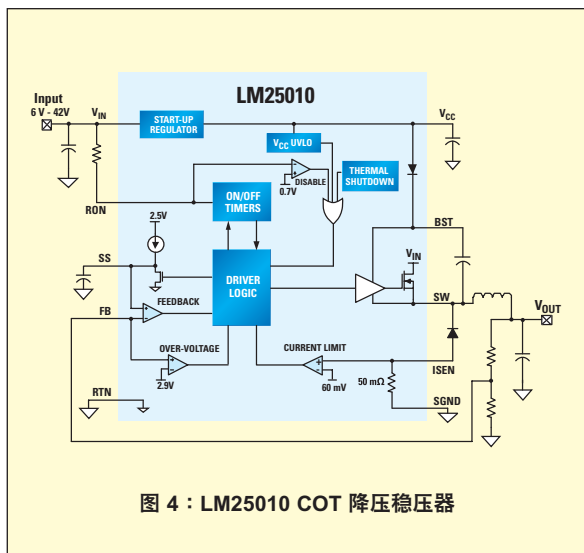 LM25010
Input
6 V - 42V
VIN
START-UP
REGULATOR
VCC
VCC UVLO
THERMAL
SHUTDOWN
DISABLE
0.7V
RON
ON/OFF
TIMERS
BST
2.5V
VIN
SS
DRIVER
LOGIC
SW
VOUT
FEEDBACK
FB
OVER-VOLTAGE
CURRENT LIMIT
ISEN
2.9V
60 mV
50 mΩ
RTN
SGND
图 4：LM25010 COT 降压稳压器